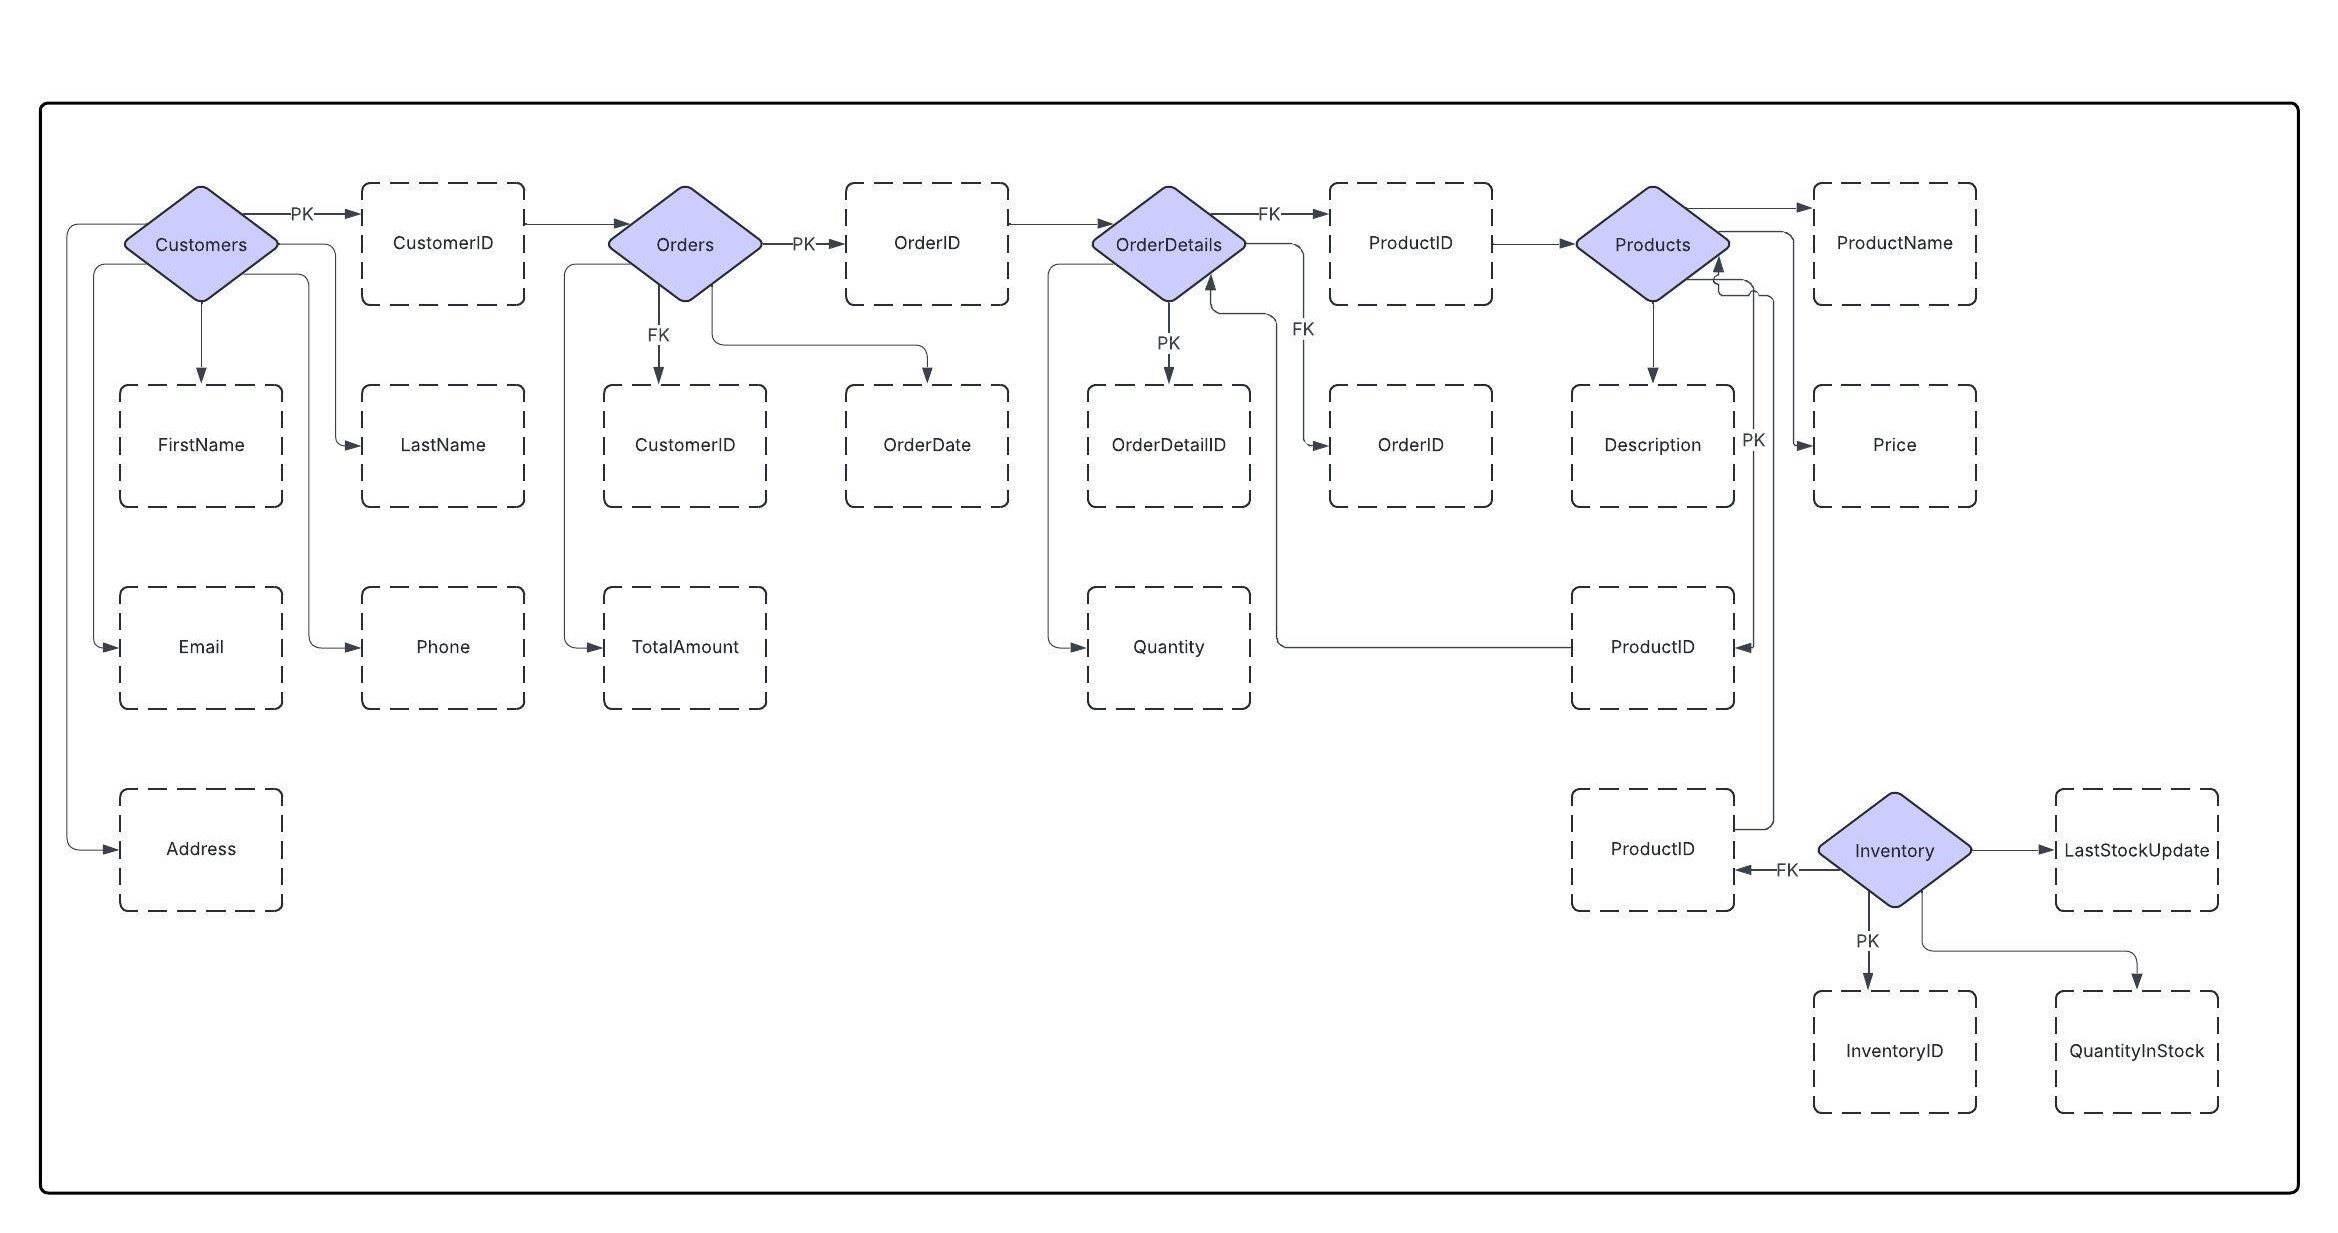 Customers
PK
CustomerID
Orders
PK
OrderID
OrderDetails
FK
ProductID
Products
ProductName
FK
PK
FK
FirstName
LastName
CustomerID
OrderDate
OrderDetailID
OrderID
Description
PK
Price
Email
Phone
TotalAmount
Quantity
ProductID
Address
ProductID
FK
Inventory
LastStockUpdate
PK
InventoryID
QuantityInStock